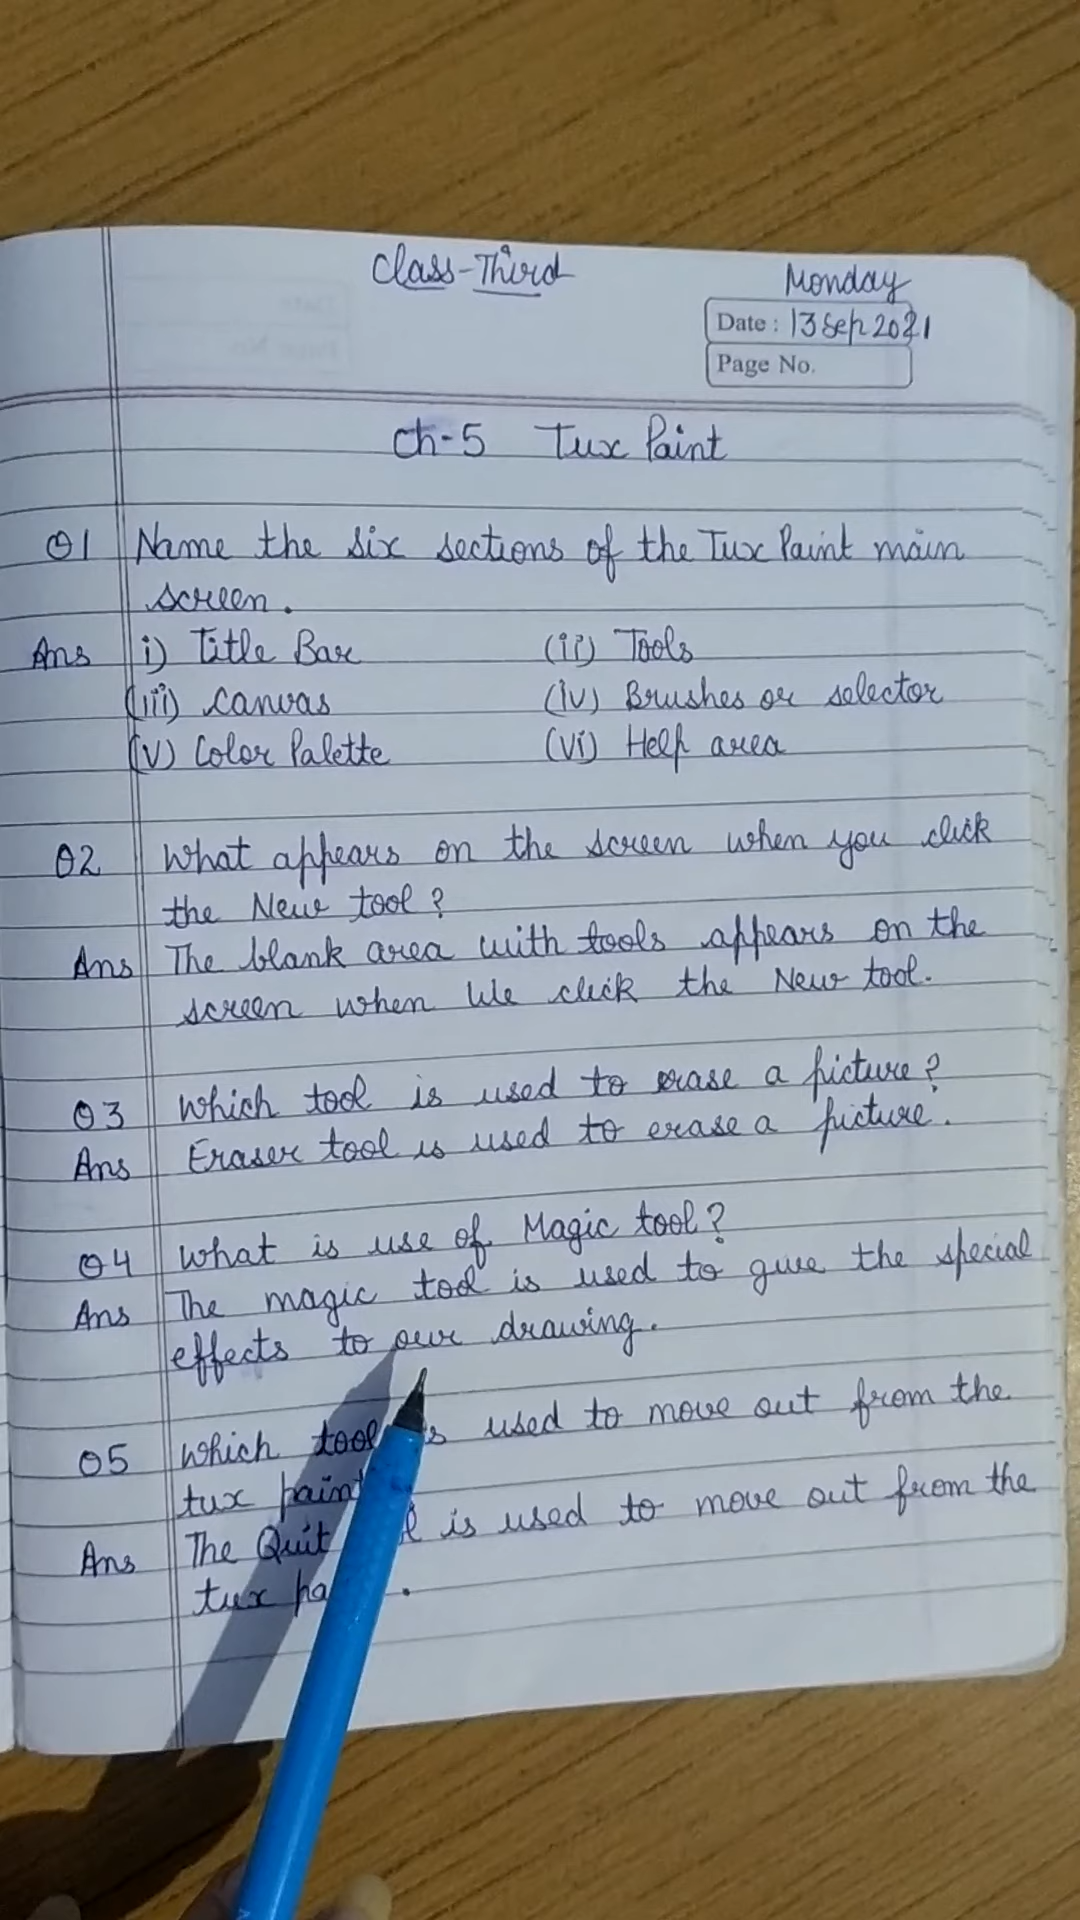 Class-Third
Monday
Date : 13 Sep 2021
Page No.
Ch-5 Tux Paint
Q1 Name the six sections of the Tux Paint main
screen.
Ans i) Title Bar (ii) Tools
(iii) Canvas (iv) Brushes or selector
(v) Color Palette (vi) Help area
Q2 What appears on the screen when you click
the New tool?
Ans The blank area with tools appears on the
screen when We click the New tool.
Q3 Which tool is used to erase a picture?
Ans Eraser tool is used to erase a picture.
Q4 What is use of Magic tool?
Ans The magic tool is used to give the special
effects to our drawing.
Q5 Which tool is used to move out from the
tux paint
Ans The Quit is used to move out from the
tux pa .